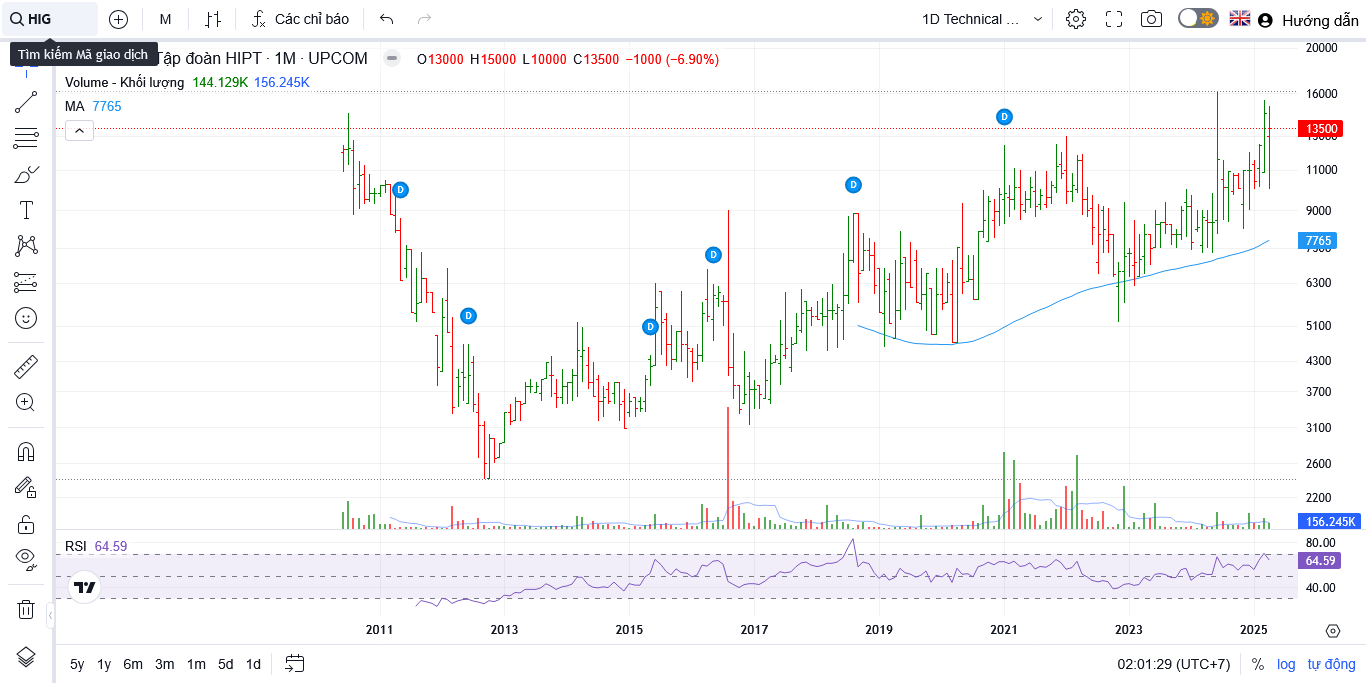 HIG
M
Các chỉ báo
1D Technical ...
Hướng dẫn
Tìm kiếm Mã giao dịch
Tập đoàn HIPT · 1M · UPCOM
O13000 H15000 L10000 C13500 −1000 (−6.90%)
Volume - Khối lượng 144.129K 156.245K
MA 7765
20000
16000
13500
11000
9000
7765
6300
5100
4300
3700
3100
2600
2200
156.245K
D
D
D
D
D
D
D
RSI 64.59
80.00
64.59
40.00
2011
2013
2015
2017
2019
2021
2023
2025
5y 1y 6m 3m 1m 5d 1d
02:01:29 (UTC+7)
% log tự động